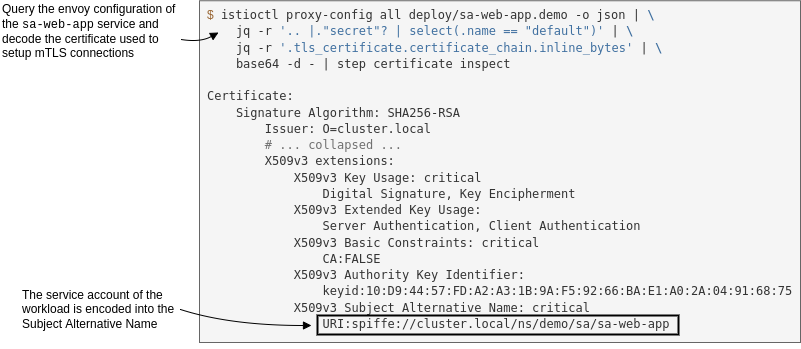 Query the envoy configuration of
the sa-web-app service and
decode the certificate used to
setup mTLS connections
$ istioctl proxy-config all deploy/sa-web-app.demo -o json | \
jq -r '.. |."secret"? | select(.name == "default")' | \
jq -r '.tls_certificate.certificate_chain.inline_bytes' | \
base64 -d - | step certificate inspect
Certificate:
Signature Algorithm: SHA256-RSA
Issuer: O=cluster.local
# ... collapsed ...
X509v3 extensions:
X509v3 Key Usage: critical
Digital Signature, Key Encipherment
X509v3 Extended Key Usage:
Server Authentication, Client Authentication
X509v3 Basic Constraints: critical
CA:FALSE
X509v3 Authority Key Identifier:
keyid:10:D9:44:57:FD:A2:A3:1B:9A:F5:92:66:BA:E1:A0:2A:04:91:68:75
X509v3 Subject Alternative Name: critical
URI:spiffe://cluster.local/ns/demo/sa/sa-web-app
The service account of the
workload is encoded into the
Subject Alternative Name